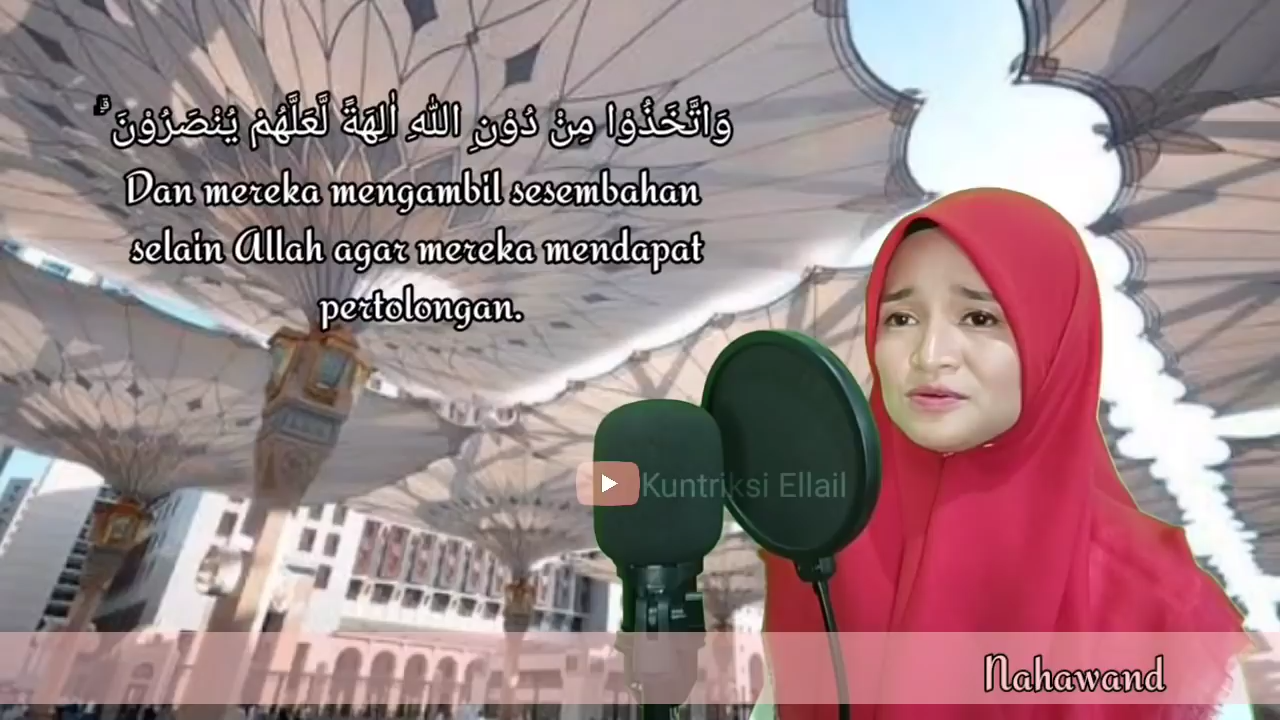 وَاتَّخَذُوْا مِنْ دُوْنِ اللّٰهِ اٰلِهَةً لَّعَلَّهُمْ يُنْصَرُوْنَ ۗ
Dan mereka mengambil sesembahan
selain Allah agar mereka mendapat
pertolongan.
Kuntriksi Ellail
Nahawand